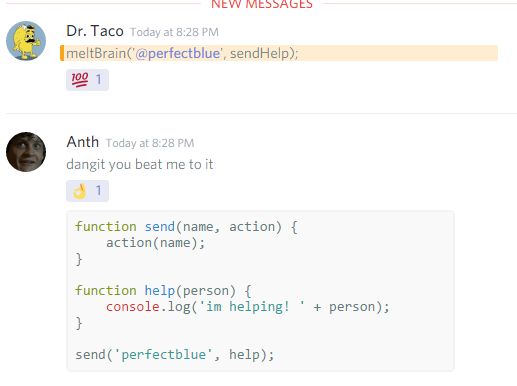 NEW MESSAGES
Dr. Taco Today at 8:28 PM
meltBrain('@perfectblue', sendHelp);
💯 1
Anth Today at 8:28 PM
dangit you beat me to it
👌 1
function send(name, action) {
    action(name);
}

function help(person) {
    console.log('im helping! ' + person);
}

send('perfectblue', help);